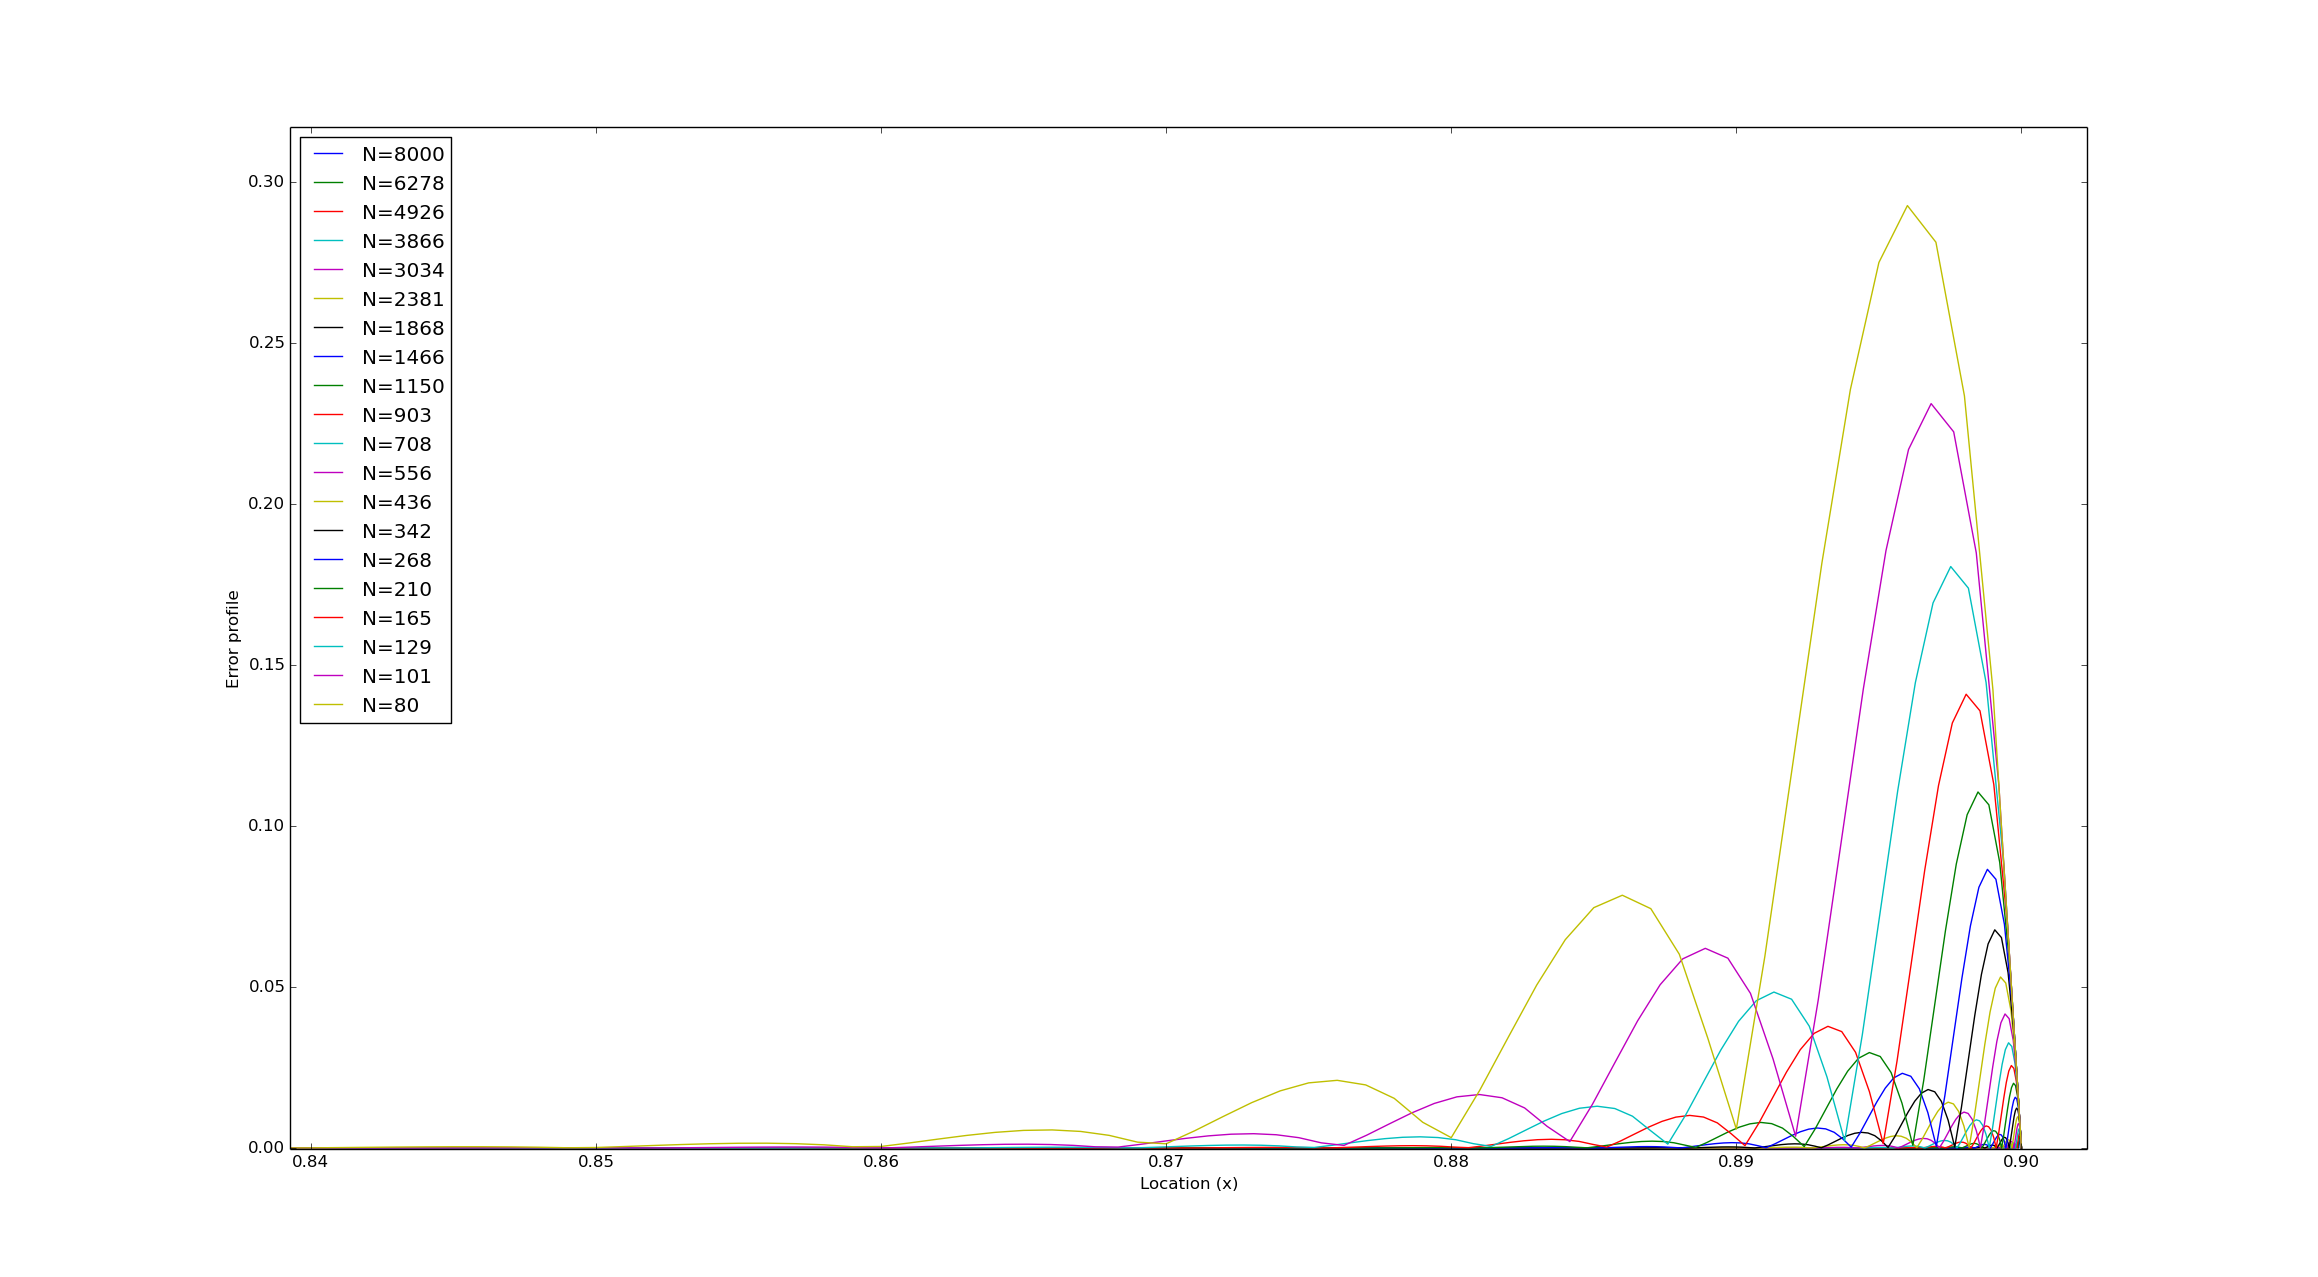 N=8000
N=6278
N=4926
N=3866
N=3034
N=2381
N=1868
N=1466
N=1150
N=903
N=708
N=556
N=436
N=342
N=268
N=210
N=165
N=129
N=101
N=80
0.30
0.25
0.20
0.15
0.10
0.05
0.00
Error profile
0.84 0.85 0.86 0.87 0.88 0.89 0.90
Location (x)